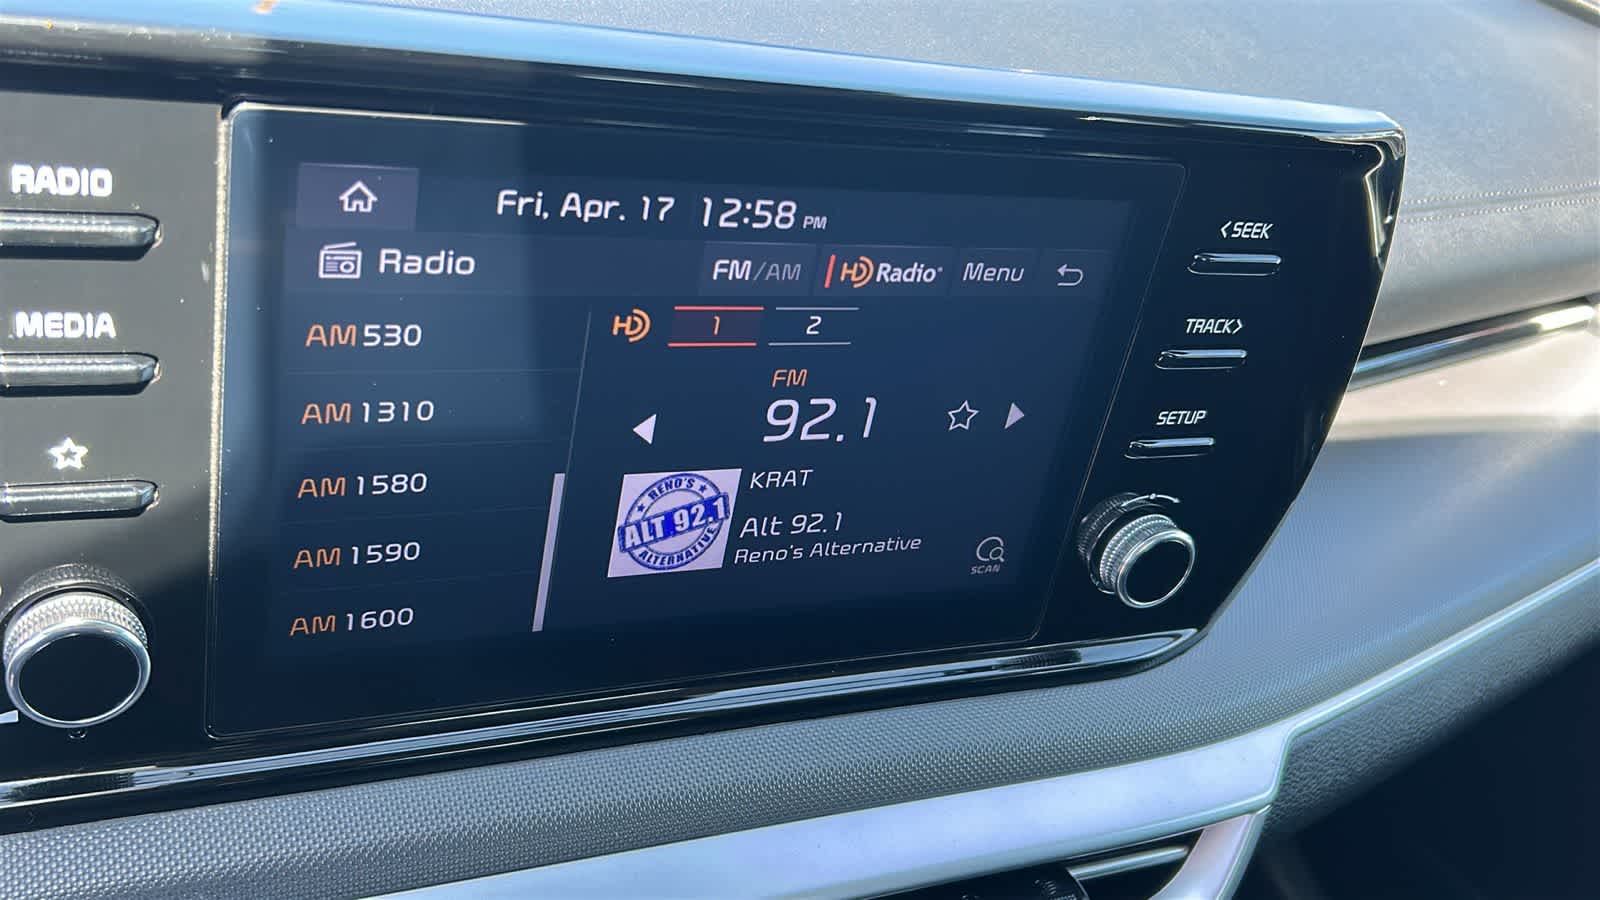 RADIO
MEDIA
Fri, Apr. 17 12:58 PM
Radio
FM/AM HD Radio Menu
AM 530
AM 1310
AM 1580
AM 1590
AM 1600
HD 1 2
FM
92.1
KRAT
Alt 92.1
Reno's Alternative
RENO'S
ALT 92.1
ALTERNATIVE
SCAN
<SEEK
TRACK>
SETUP